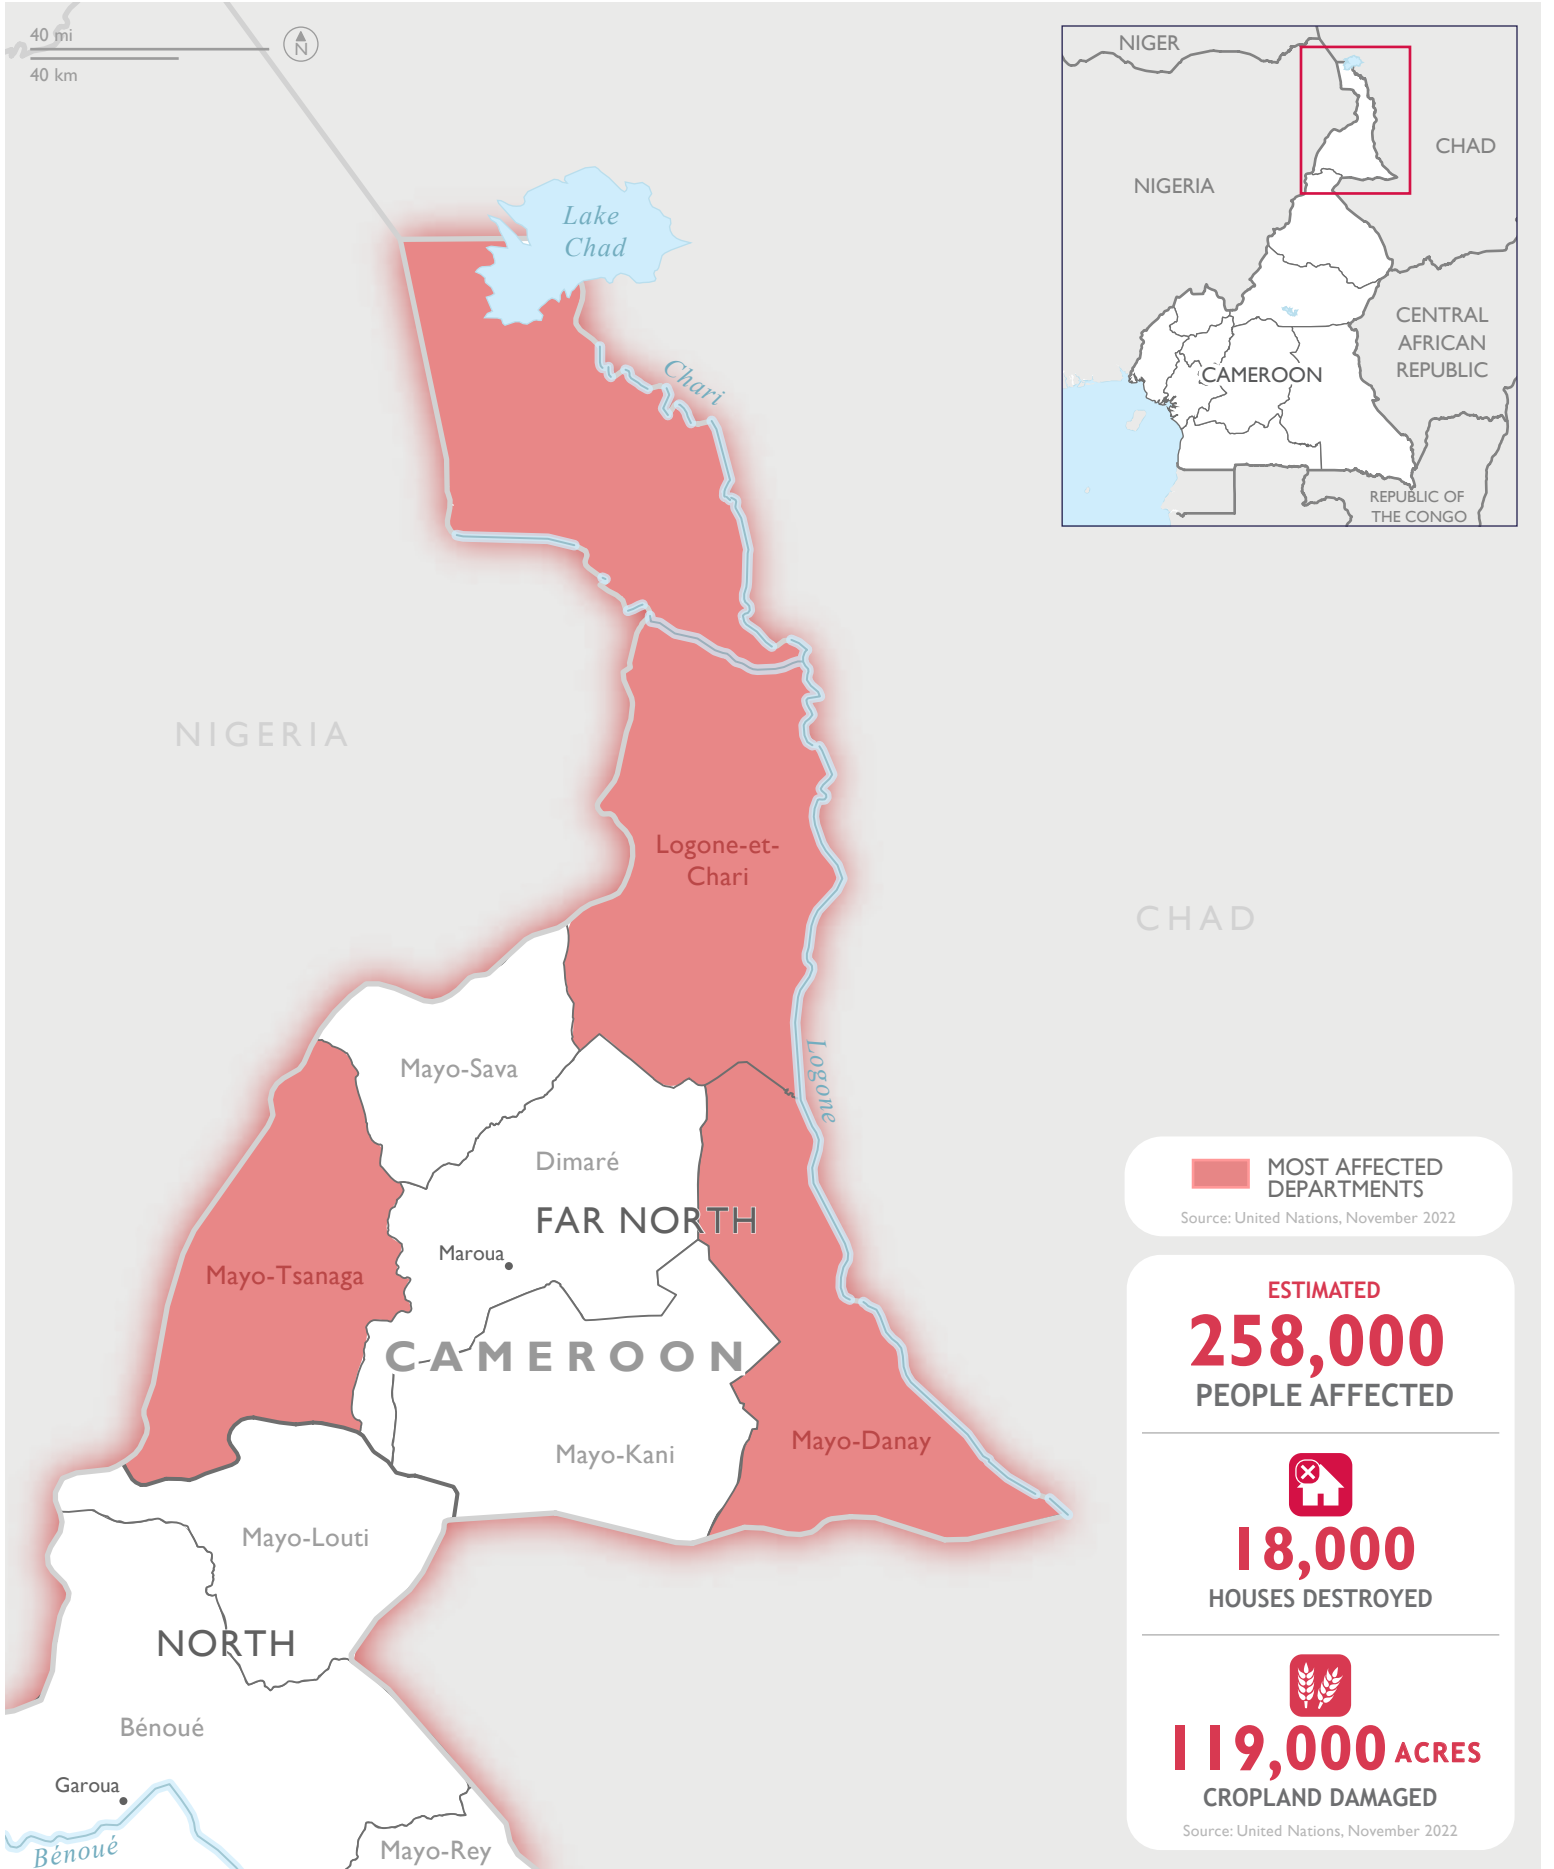 40 mi
N
40 km
NIGER
CHAD
NIGERIA
CENTRAL
AFRICAN
REPUBLIC
CAMEROON
REPUBLIC OF
THE CONGO
Lake
Chad
Chari
NIGERIA
Logone-et-
Chari
CHAD
Logone
Mayo-Sava
Dimaré
FAR NORTH
Maroua
Mayo-Tsanaga
CAMEROON
Mayo-Danay
Mayo-Kani
Mayo-Louti
NORTH
Bénoué
Garoua
Bénoué
Mayo-Rey
MOST AFFECTED
DEPARTMENTS
Source: United Nations, November 2022
ESTIMATED
258,000
PEOPLE AFFECTED
18,000
HOUSES DESTROYED
119,000 ACRES
CROPLAND DAMAGED
Source: United Nations, November 2022